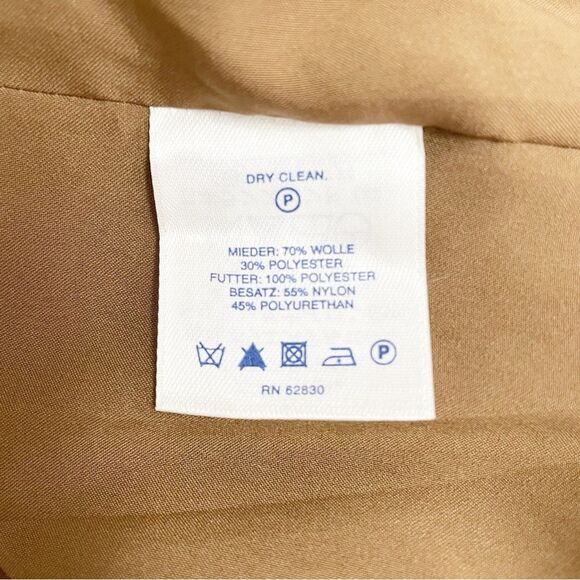 DRY CLEAN.
P
MIEDER: 70% WOLLE
30% POLYESTER
FUTTER: 100% POLYESTER
BESATZ: 55% NYLON
45% POLYURETHAN
P
RN 62830